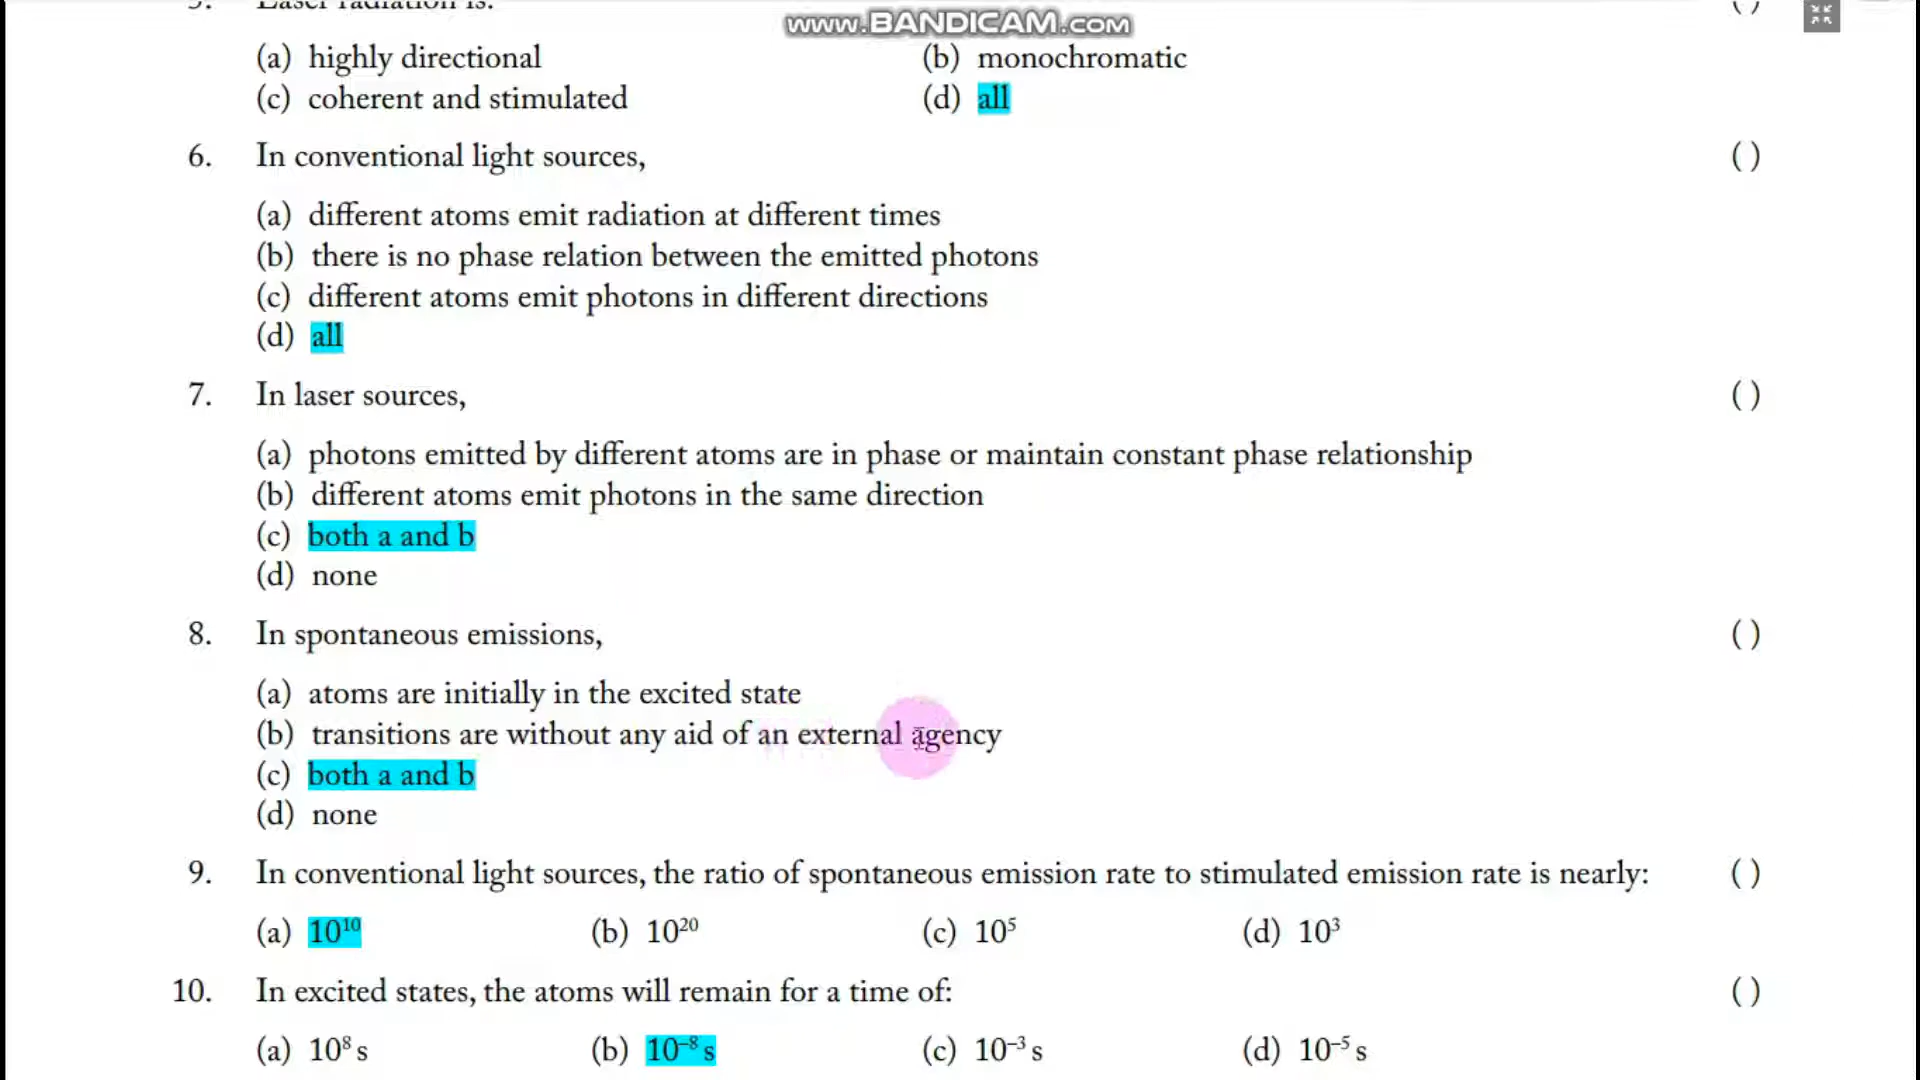 www.BANDICAM.com
5. Laser radiation is: ( )
(a) highly directional (b) monochromatic
(c) coherent and stimulated (d) all
6. In conventional light sources, ( )
(a) different atoms emit radiation at different times
(b) there is no phase relation between the emitted photons
(c) different atoms emit photons in different directions
(d) all
7. In laser sources, ( )
(a) photons emitted by different atoms are in phase or maintain constant phase relationship
(b) different atoms emit photons in the same direction
(c) both a and b
(d) none
8. In spontaneous emissions, ( )
(a) atoms are initially in the excited state
(b) transitions are without any aid of an external agency
(c) both a and b
(d) none
9. In conventional light sources, the ratio of spontaneous emission rate to stimulated emission rate is nearly: ( )
(a) 10¹⁰ (b) 10²⁰ (c) 10⁵ (d) 10³
10. In excited states, the atoms will remain for a time of: ( )
(a) 10⁸ s (b) 10⁻⁸ s (c) 10⁻³ s (d) 10⁻⁵ s